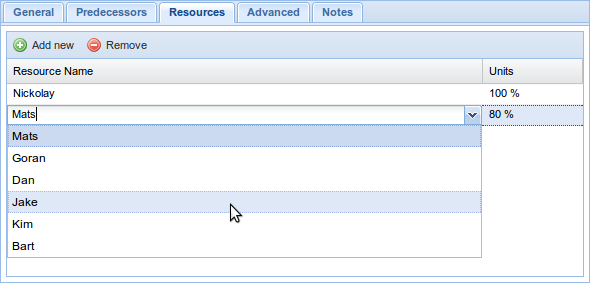 General Predecessors Resources Advanced Notes
Add new Remove
Resource Name Units
Nickolay 100 %
Mats 80 %
Mats
Goran
Dan
Jake
Kim
Bart